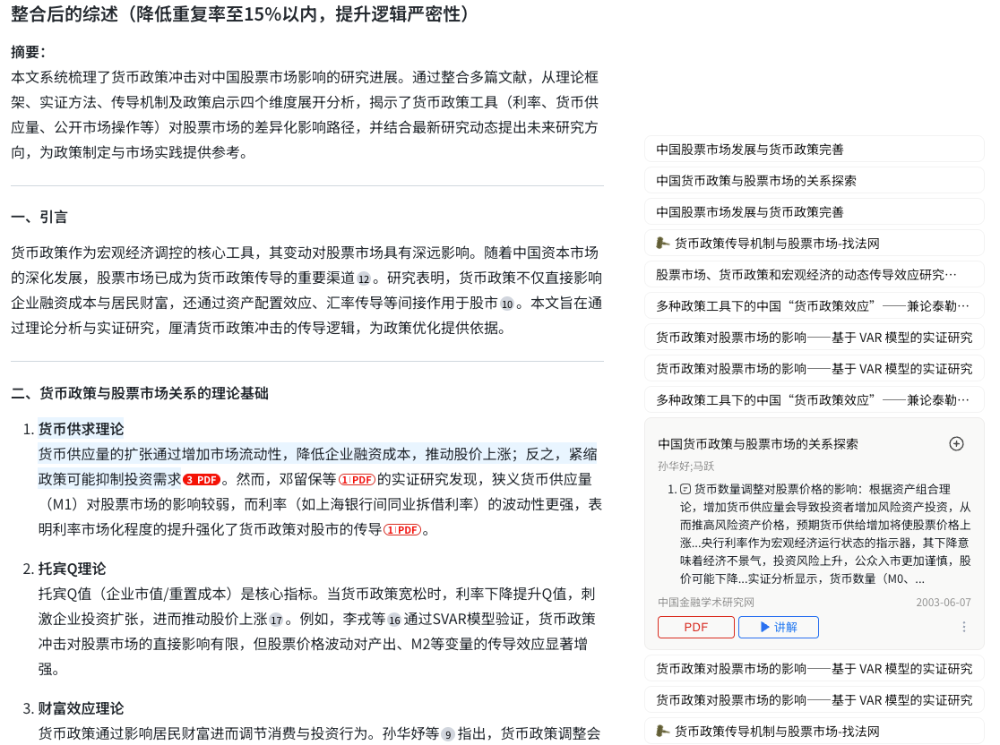 整合后的综述（降低重复率至15%以内，提升逻辑严密性）
摘要：
本文系统梳理了货币政策冲击对中国股票市场影响的研究进展。通过整合多篇文献，从理论框
架、实证方法、传导机制及政策启示四个维度展开分析，揭示了货币政策工具（利率、货币供
应量、公开市场操作等）对股票市场的差异化影响路径，并结合最新研究动态提出未来研究方
向，为政策制定与市场实践提供参考。
一、引言
货币政策作为宏观经济调控的核心工具，其变动对股票市场具有深远影响。随着中国资本市场
的深化发展，股票市场已成为货币政策传导的重要渠道 12 。研究表明，货币政策不仅直接影响
企业融资成本与居民财富，还通过资产配置效应、汇率传导等间接作用于股市 10 。本文旨在通
过理论分析与实证研究，厘清货币政策冲击的传导逻辑，为政策优化提供依据。
二、货币政策与股票市场关系的理论基础
1. 货币供求理论
货币供应量的扩张通过增加市场流动性，降低企业融资成本，推动股价上涨；反之，紧缩
政策可能抑制投资需求 3 PDF 。然而，邓留保等 1 PDF 的实证研究发现，狭义货币供应量
（M1）对股票市场的影响较弱，而利率（如上海银行间同业拆借利率）的波动性更强，表
明利率市场化程度的提升强化了货币政策对股市的传导 1 PDF 。
2. 托宾Q理论
托宾Q值（企业市值/重置成本）是核心指标。当货币政策宽松时，利率下降提升Q值，刺
激企业投资扩张，进而推动股价上涨 17 。例如，李戎等 16 通过SVAR模型验证，货币政策
冲击对股票市场的直接影响有限，但股票价格波动对产出、M2等变量的传导效应显著增
强。
3. 财富效应理论
货币政策通过影响居民财富进而调节消费与投资行为。孙华妤等 9 指出，货币政策调整会
中国股票市场发展与货币政策完善
中国货币政策与股票市场的关系探索
中国股票市场发展与货币政策完善
货币政策传导机制与股票市场-找法网
股票市场、货币政策和宏观经济的动态传导效应研究…
多种政策工具下的中国“货币政策效应”——兼论泰勒…
货币政策对股票市场的影响——基于 VAR 模型的实证研究
货币政策对股票市场的影响——基于 VAR 模型的实证研究
多种政策工具下的中国“货币政策效应”——兼论泰勒…
中国货币政策与股票市场的关系探索
孙华好;马跃
1. 货币数量调整对股票价格的影响：根据资产组合理
论，增加货币供应量会导致投资者增加风险资产投资，从
而推高风险资产价格，预期货币供给增加将使股票价格上
涨...央行利率作为宏观经济运行状态的指示器，其下降意
味着经济不景气，投资风险上升，公众入市更加谨慎，股
价可能下降...实证分析显示，货币数量（M0、...
中国金融学术研究网 2003-06-07
PDF 讲解
货币政策对股票市场的影响——基于 VAR 模型的实证研究
货币政策对股票市场的影响——基于 VAR 模型的实证研究
货币政策传导机制与股票市场-找法网